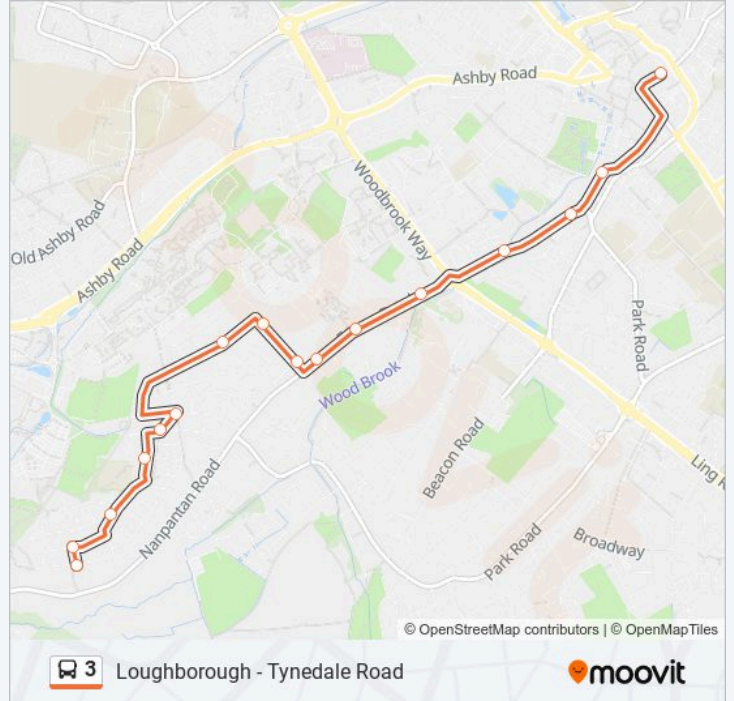 Ashby Road
Woodbrook Way
Old Ashby Road
Ashby Road
Park Road
Wood Brook
Beacon Road
Nanpantan Road
Ling R
Park Road
Broadway
© OpenStreetMap contributors | © OpenMapTiles
3 Loughborough - Tynedale Road
moovit